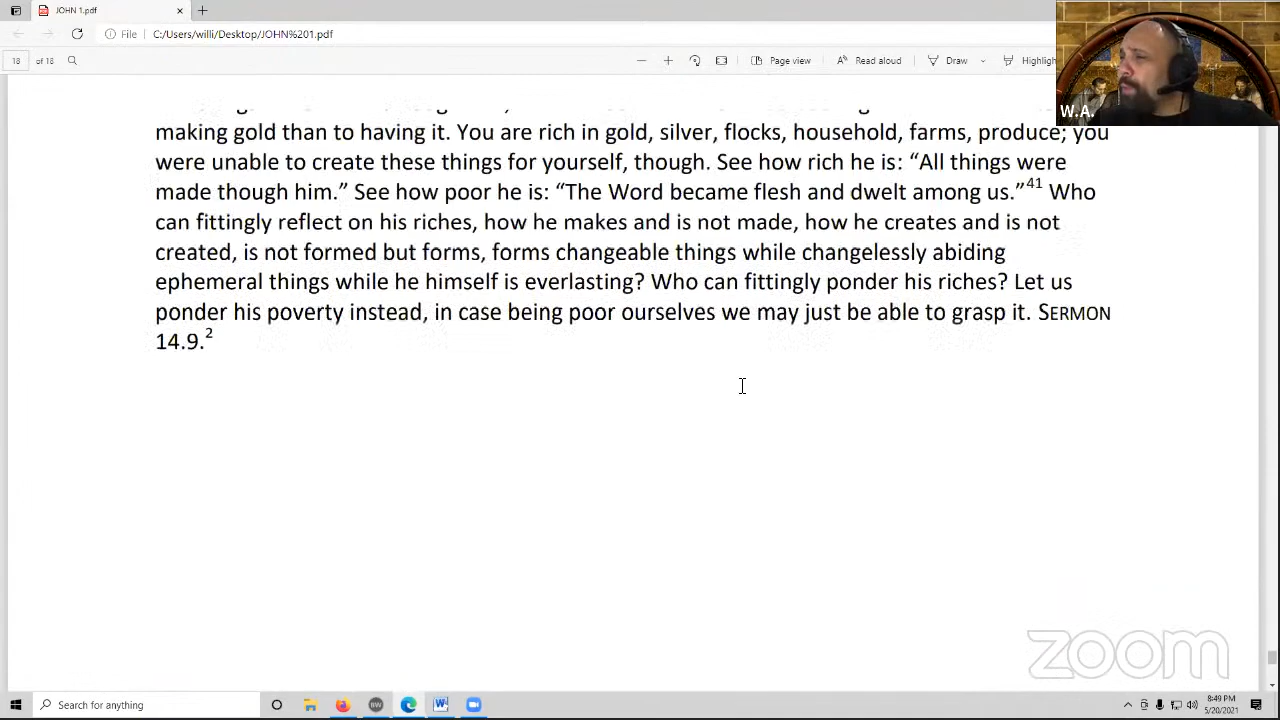 JOHN 1.pdf
File
C:/Users/willi/Desktop/JOHN%201.pdf
18 of 18
Page view
Read aloud
Draw
Highlight
W.A.
making gold than to having it. You are rich in gold, silver, flocks, household, farms, produce; you
were unable to create these things for yourself, though. See how rich he is: “All things were
made though him.” See how poor he is: “The Word became flesh and dwelt among us.”41 Who
can fittingly reflect on his riches, how he makes and is not made, how he creates and is not
created, is not formed but forms, forms changeable things while changelessly abiding
ephemeral things while he himself is everlasting? Who can fittingly ponder his riches? Let us
ponder his poverty instead, in case being poor ourselves we may just be able to grasp it. SERMON
14.9.2
zoom
Search for anything
BW
W
8:49 PM
5/20/2021